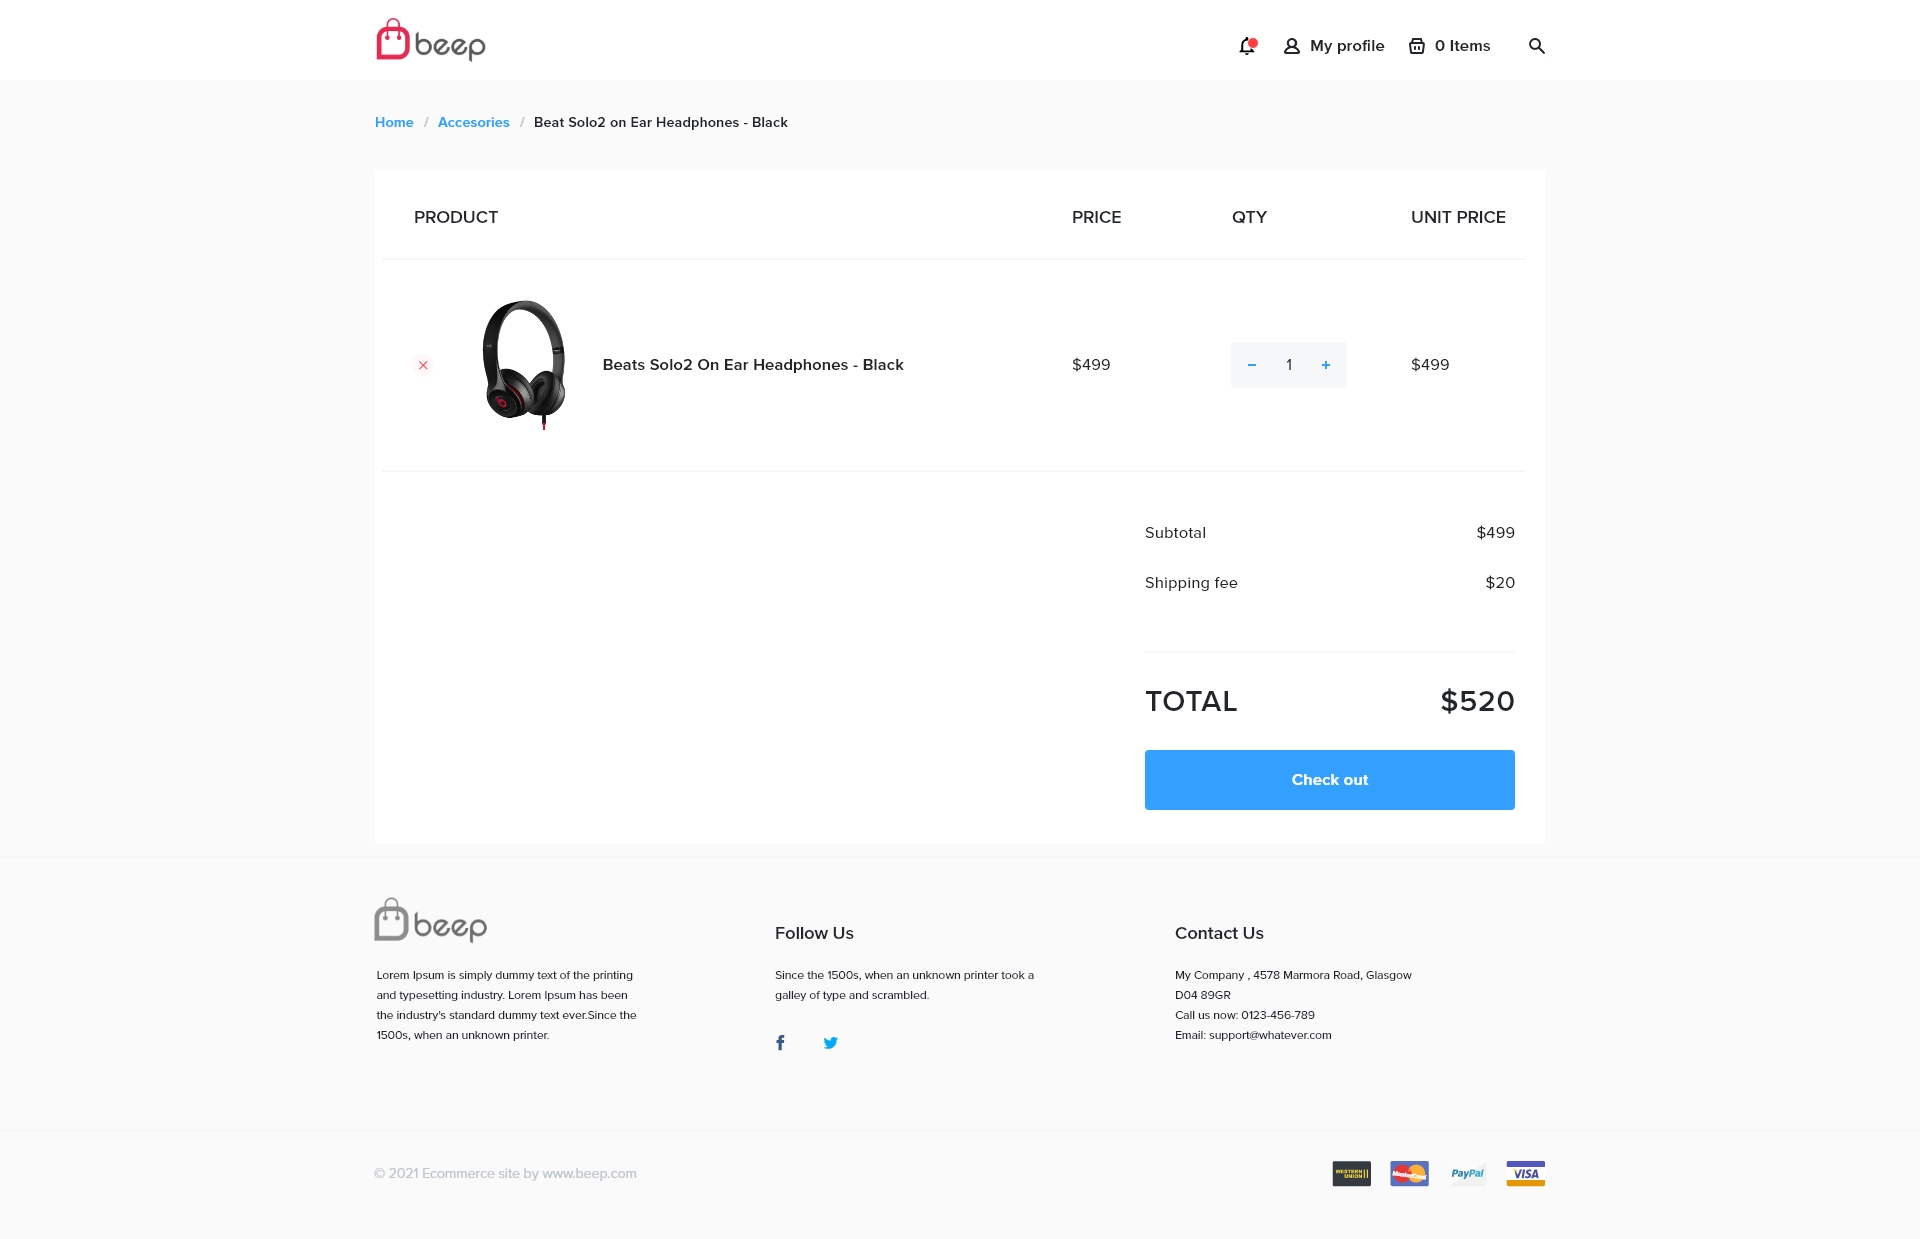 beep
My profile
0 Items
Home / Accesories / Beat Solo2 on Ear Headphones - Black
PRODUCT PRICE QTY UNIT PRICE
Beats Solo2 On Ear Headphones - Black $499 − 1 + $499
Subtotal $499
Shipping fee $20
TOTAL $520
Check out
beep
Lorem Ipsum is simply dummy text of the printing
and typesetting industry. Lorem Ipsum has been
the industry's standard dummy text ever.Since the
1500s, when an unknown printer.
Follow Us
Since the 1500s, when an unknown printer took a
galley of type and scrambled.
Contact Us
My Company , 4578 Marmora Road, Glasgow
D04 89GR
Call us now: 0123-456-789
Email: support@whatever.com
© 2021 Ecommerce site by www.beep.com
WESTERN
UNION
MasterCard
PayPal
VISA